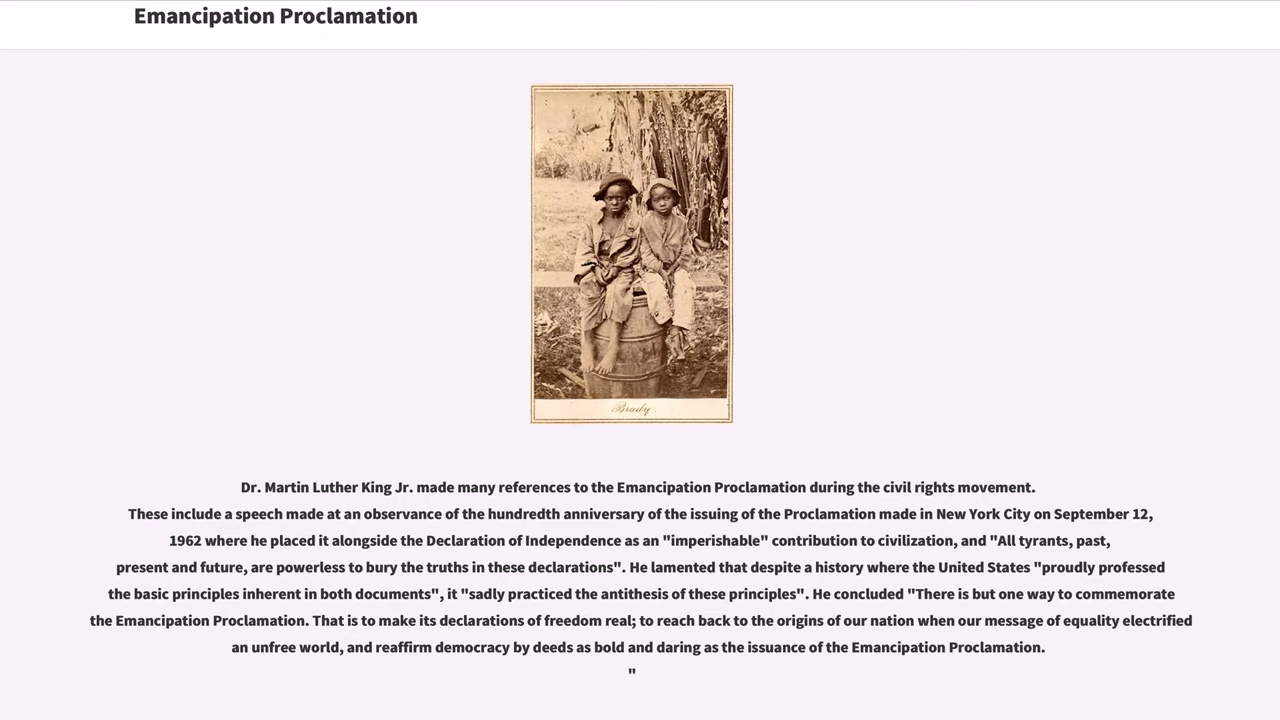 Emancipation Proclamation
Brady.
Dr. Martin Luther King Jr. made many references to the Emancipation Proclamation during the civil rights movement.
These include a speech made at an observance of the hundredth anniversary of the issuing of the Proclamation made in New York City on September 12,
1962 where he placed it alongside the Declaration of Independence as an "imperishable" contribution to civilization, and "All tyrants, past,
present and future, are powerless to bury the truths in these declarations". He lamented that despite a history where the United States "proudly professed
the basic principles inherent in both documents", it "sadly practiced the antithesis of these principles". He concluded "There is but one way to commemorate
the Emancipation Proclamation. That is to make its declarations of freedom real; to reach back to the origins of our nation when our message of equality electrified
an unfree world, and reaffirm democracy by deeds as bold and daring as the issuance of the Emancipation Proclamation.
"